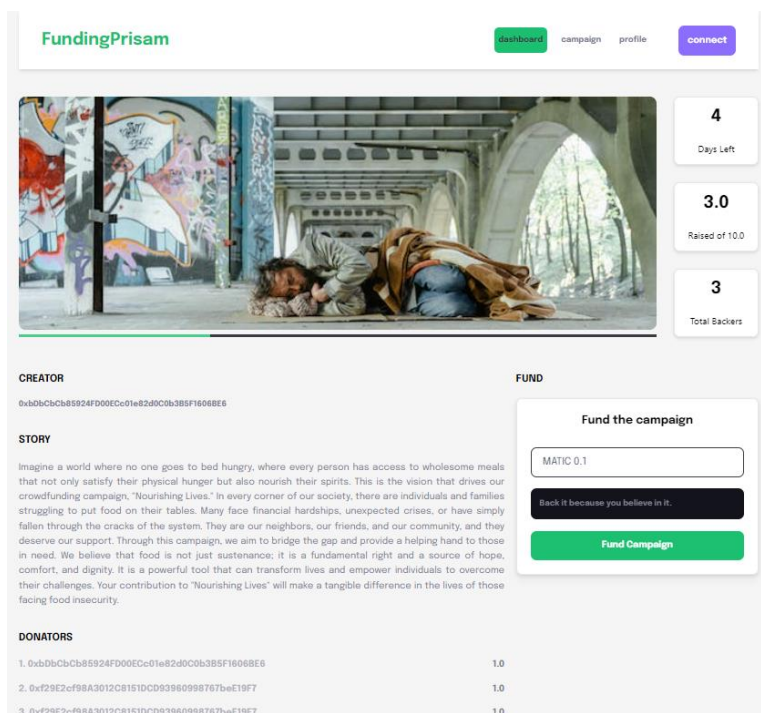 FundingPrisam
dashboard campaign profile connect
4
Days Left
3.0
Raised of 10.0
3
Total Backers
CREATOR
0xbDbCbCb85924FD00ECc01e82d0C0b3B5F1606BE6
STORY
Imagine a world where no one goes to bed hungry, where every person has access to wholesome meals
that not only satisfy their physical hunger but also nourish their spirits. This is the vision that drives our
crowdfunding campaign, "Nourishing Lives." In every corner of our society, there are individuals and families
struggling to put food on their tables. Many face financial hardships, unexpected crises, or have simply
fallen through the cracks of the system. They are our neighbors, our friends, and our community, and they
deserve our support. Through this campaign, we aim to bridge the gap and provide a helping hand to those
in need. We believe that food is not just sustenance; it is a fundamental right and a source of hope,
comfort, and dignity. It is a powerful tool that can transform lives and empower individuals to overcome
their challenges. Your contribution to "Nourishing Lives" will make a tangible difference in the lives of those
facing food insecurity.
FUND
Fund the campaign
MATIC 0.1
Back it because you believe in it.
Fund Campaign
DONATORS
1. 0xbDbCbCb85924FD00ECc01e82d0C0b3B5F1606BE6 1.0
2. 0xf29E2cf98A3012C8151DCD93960998767beE19F7 1.0
3. 0xf29E2cf98A3012C8151DCD93960998767beE19F7 1.0